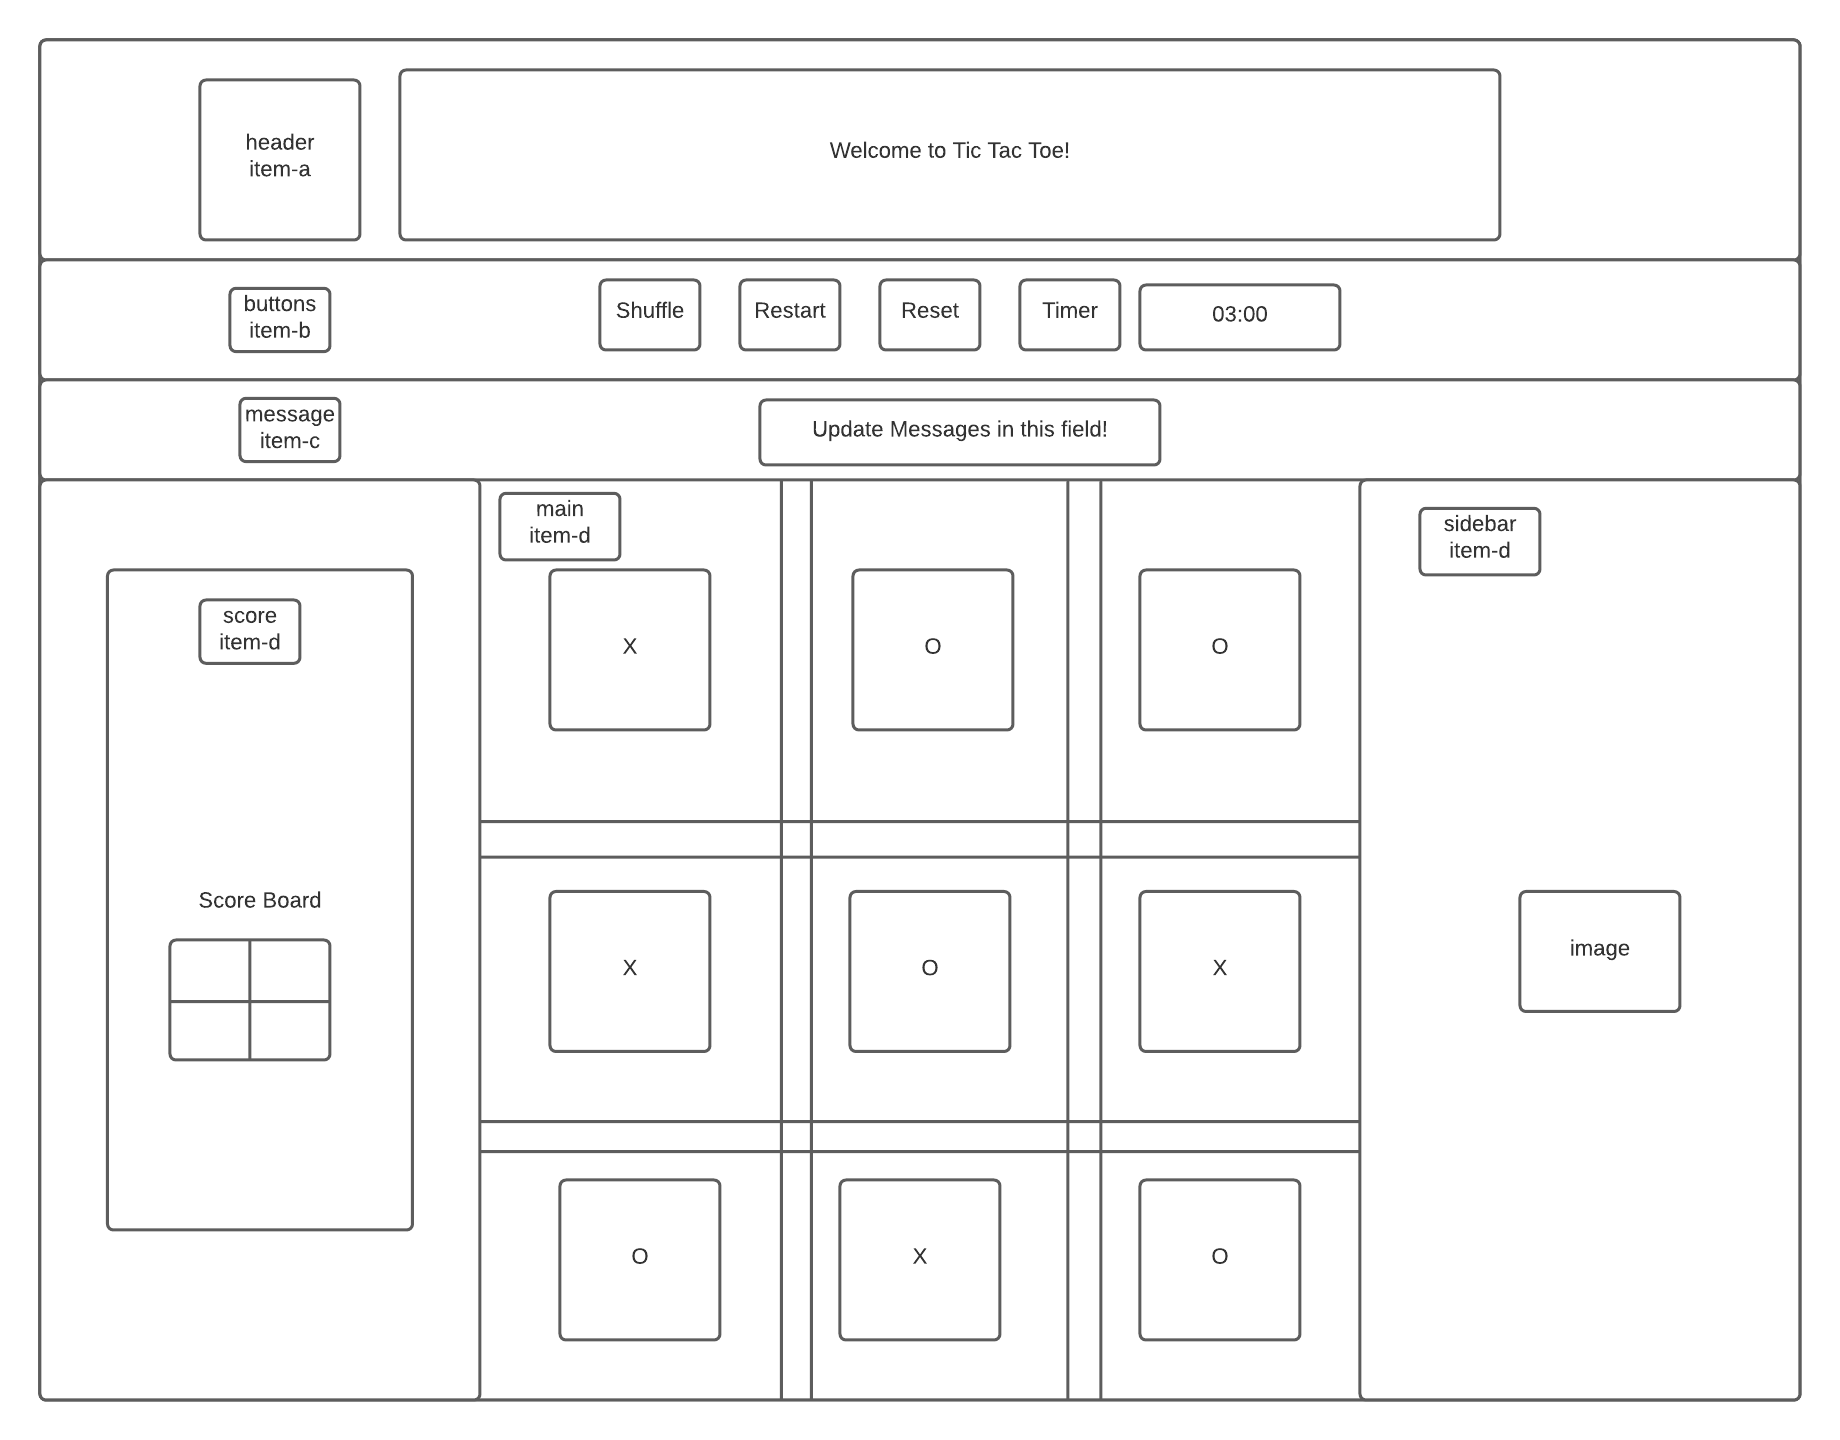 header
item-a
Welcome to Tic Tac Toe!
buttons
item-b
Shuffle
Restart
Reset
Timer
03:00
message
item-c
Update Messages in this field!
score
item-d
Score Board
main
item-d
X
O
O
X
O
X
O
X
O
sidebar
item-d
image